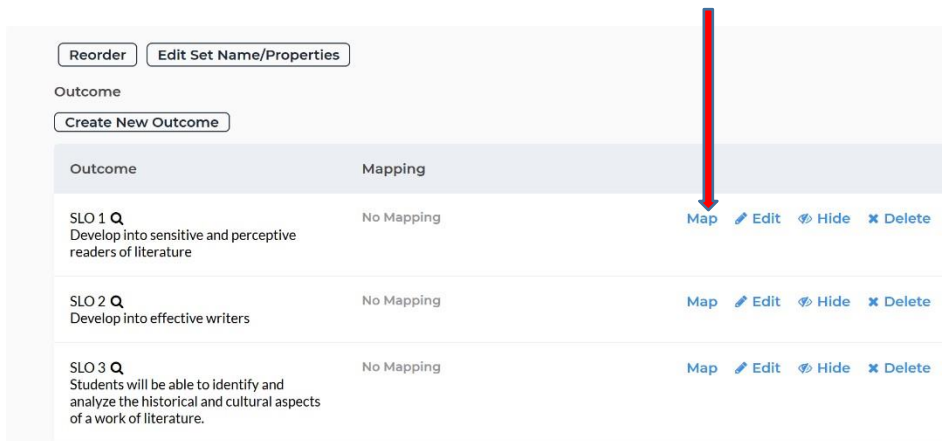 Reorder Edit Set Name/Properties
Outcome
Create New Outcome
Outcome Mapping
SLO 1 No Mapping Map Edit Hide Delete
Develop into sensitive and perceptive
readers of literature
SLO 2 No Mapping Map Edit Hide Delete
Develop into effective writers
SLO 3 No Mapping Map Edit Hide Delete
Students will be able to identify and
analyze the historical and cultural aspects
of a work of literature.